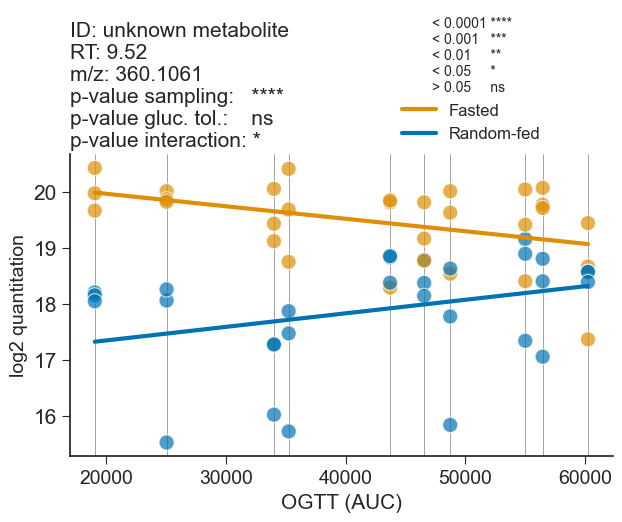 ID: unknown metabolite
RT: 9.52
m/z: 360.1061
p-value sampling: ****
p-value gluc. tol.: ns
p-value interaction: *
< 0.0001 ****
< 0.001 ***
< 0.01 **
< 0.05 *
> 0.05 ns
Fasted
Random-fed
log2 quantitation
20
19
18
17
16
20000 30000 40000 50000 60000
OGTT (AUC)